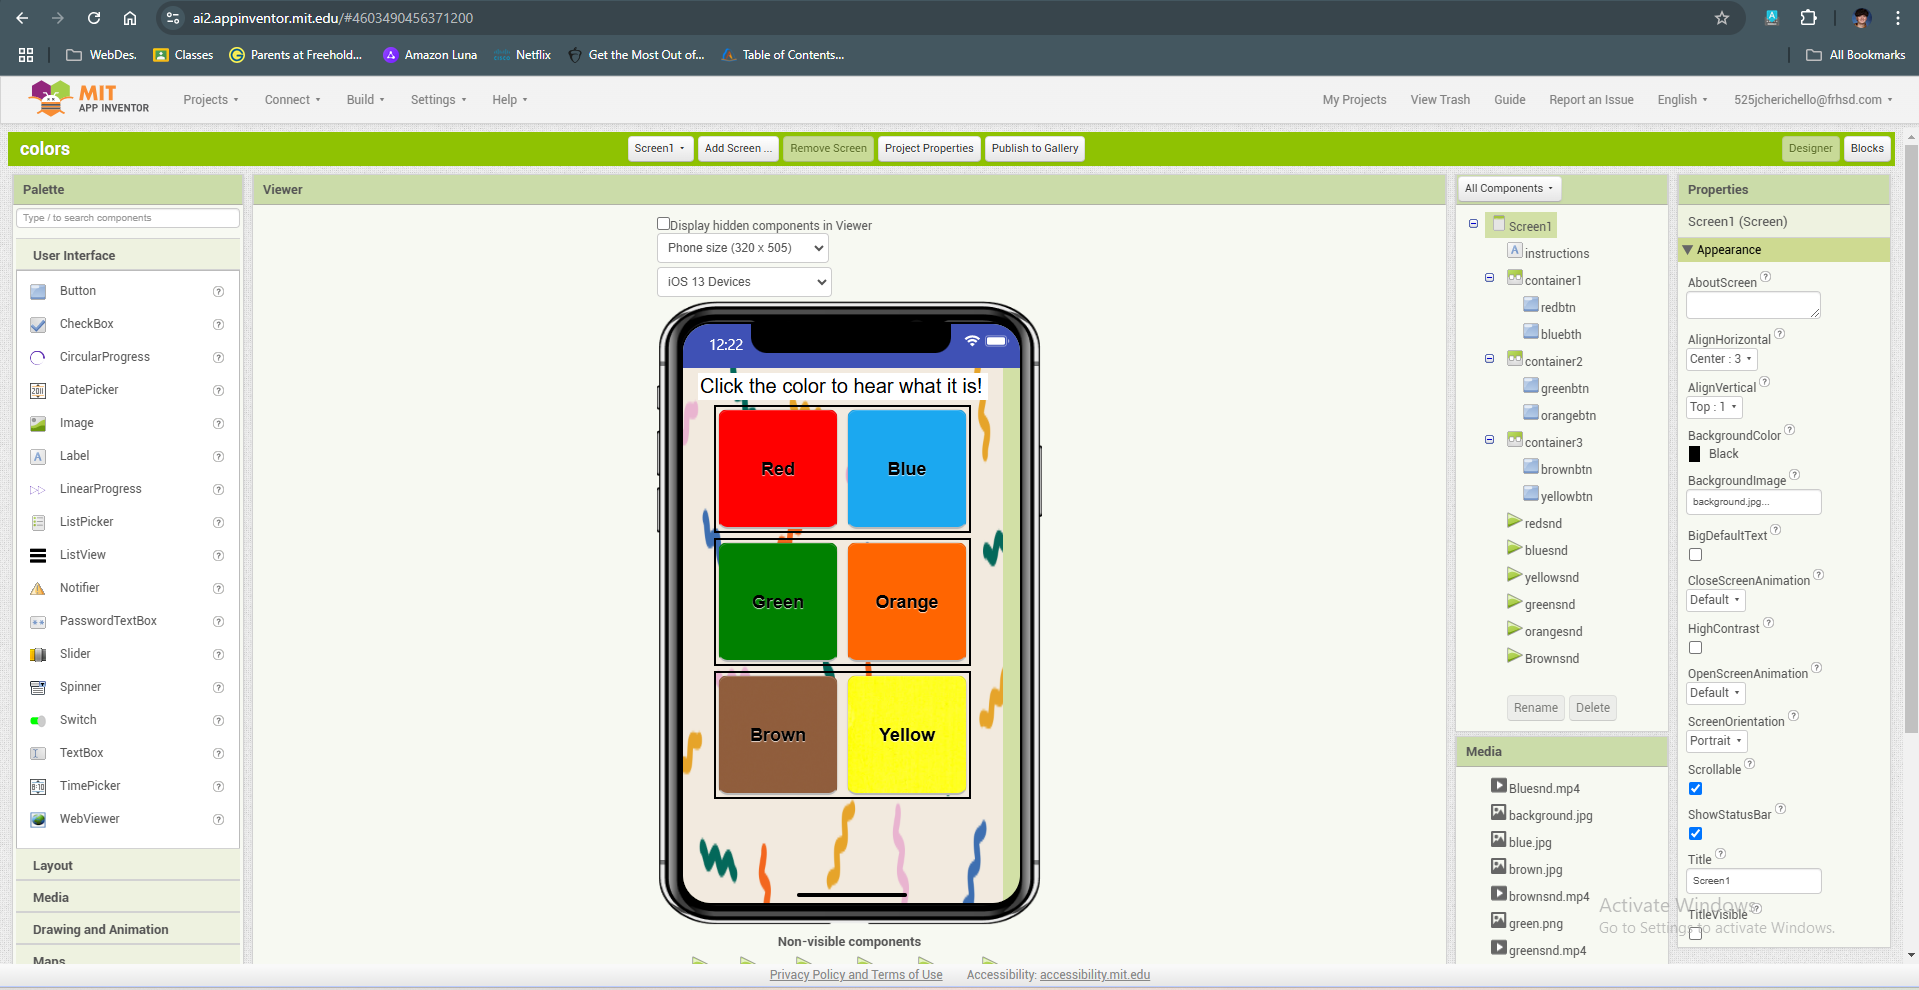 ai2.appinventor.mit.edu/#4603490456371200
WebDes.
Classes
Parents at Freehold...
Amazon Luna
Netflix
Get the Most Out of...
Table of Contents...
All Bookmarks
MIT
APP INVENTOR
Projects
Connect
Build
Settings
Help
My Projects
View Trash
Guide
Report an Issue
English
525jcherichello@frhsd.com
colors
Screen1
Add Screen ...
Remove Screen
Project Properties
Publish to Gallery
Designer
Blocks
Palette
Type / to search components
User Interface
Button
CheckBox
CircularProgress
DatePicker
Image
Label
LinearProgress
ListPicker
ListView
Notifier
PasswordTextBox
Slider
Spinner
Switch
TextBox
TimePicker
WebViewer
Layout
Media
Drawing and Animation
Maps
Viewer
Display hidden components in Viewer
Phone size (320 x 505)
iOS 13 Devices
12:22
Click the color to hear what it is!
Red
Blue
Green
Orange
Brown
Yellow
Non-visible components
Privacy Policy and Terms of Use
Accessibility: accessibility.mit.edu
All Components
Screen1
instructions
container1
redbtn
bluebth
container2
greenbtn
orangebtn
container3
brownbtn
yellowbtn
redsnd
bluesnd
yellowsnd
greensnd
orangesnd
Brownsnd
Rename
Delete
Media
Bluesnd.mp4
background.jpg
blue.jpg
brown.jpg
brownsnd.mp4
green.png
greensnd.mp4
Properties
Screen1 (Screen)
Appearance
AboutScreen
AlignHorizontal
Center : 3
AlignVertical
Top : 1
BackgroundColor
Black
BackgroundImage
background.jpg...
BigDefaultText
CloseScreenAnimation
Default
HighContrast
OpenScreenAnimation
Default
ScreenOrientation
Portrait
Scrollable
ShowStatusBar
Title
Screen1
TitleVisible
Activate Windows
Go to Settings to activate Windows.